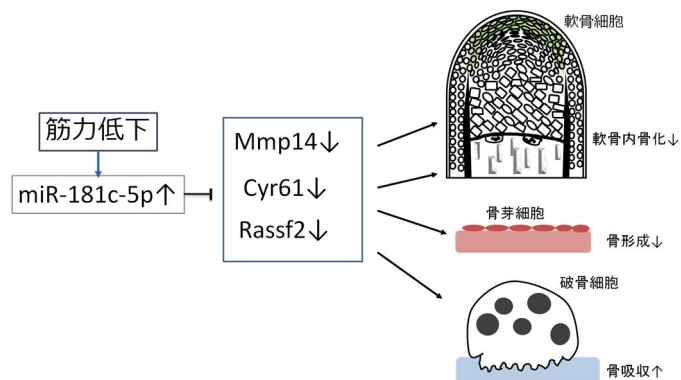 筋力低下
miR-181c-5p↑
Mmp14↓
Cyr61↓
Rassf2↓
軟骨細胞
軟骨内骨化↓
骨芽細胞
骨形成↓
破骨細胞
骨吸収↑